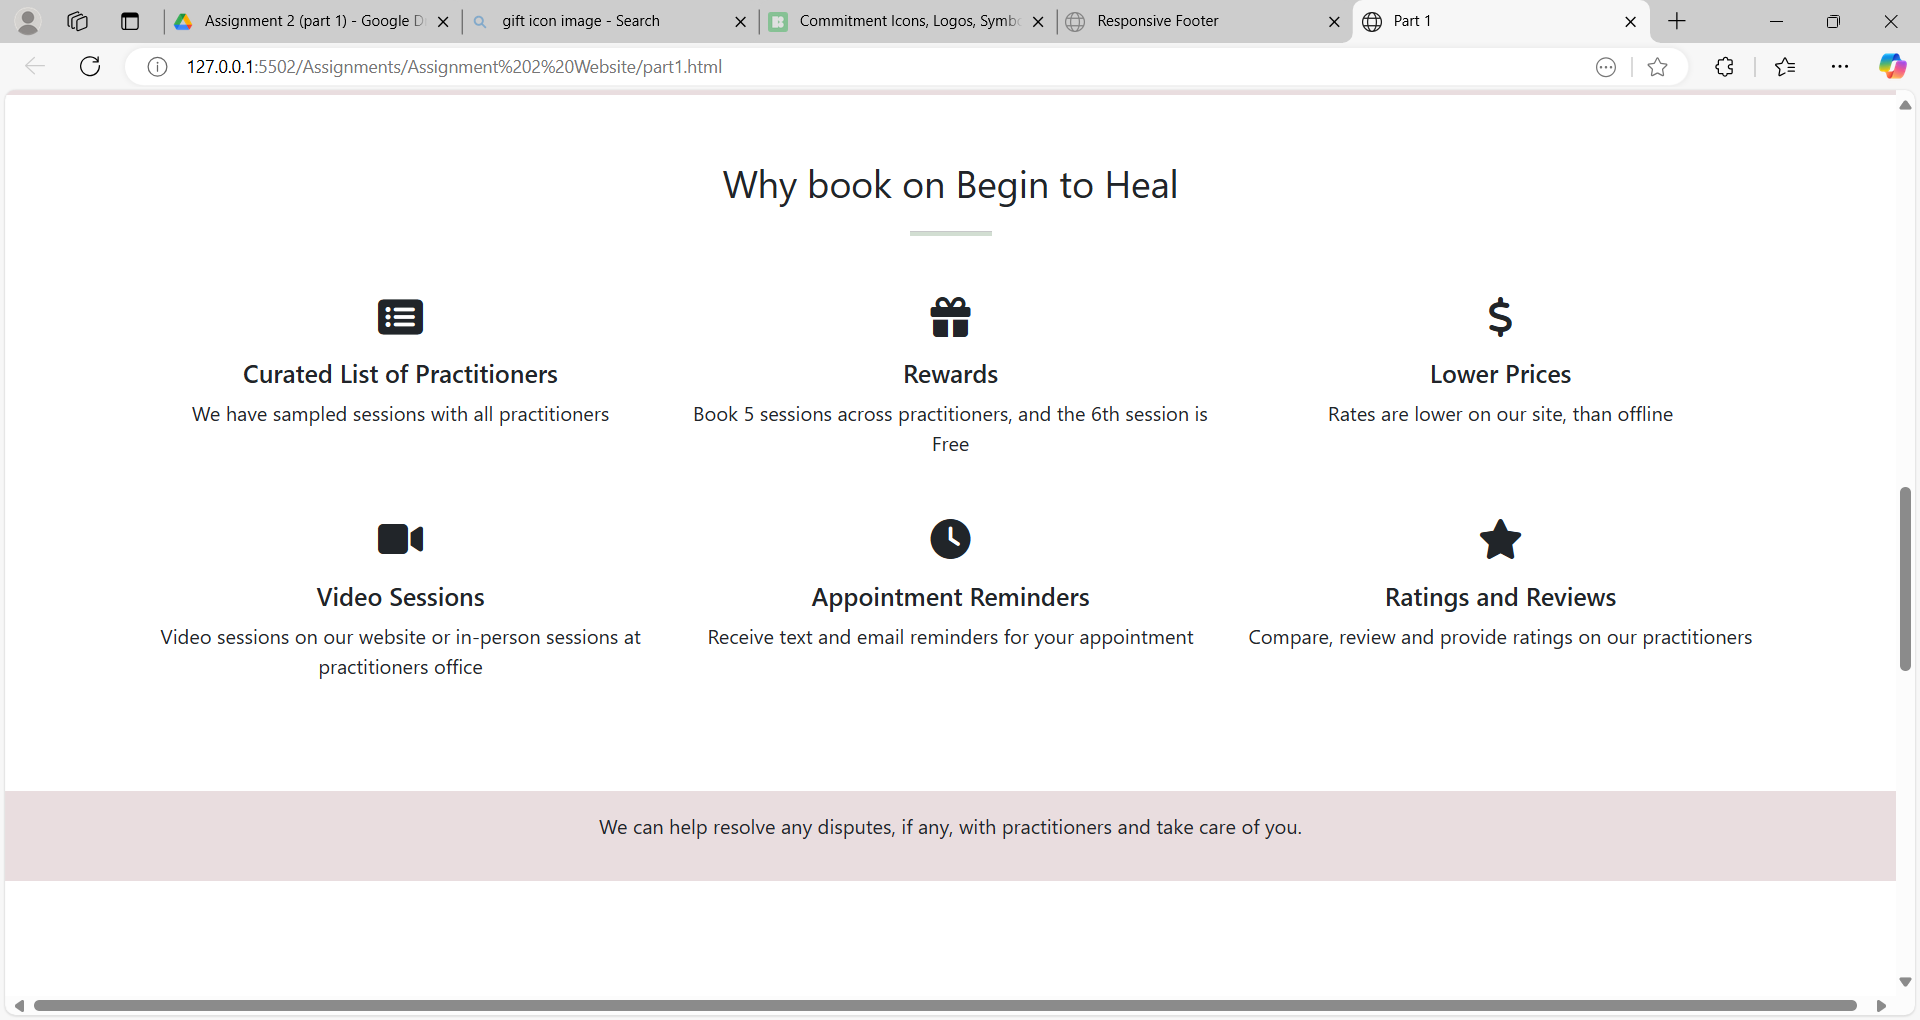 Assignment 2 (part 1) - Google D
gift icon image - Search
Commitment Icons, Logos, Symb
Responsive Footer
Part 1
127.0.0.1:5502/Assignments/Assignment%202%20Website/part1.html
Why book on Begin to Heal
Curated List of Practitioners
We have sampled sessions with all practitioners
Rewards
Book 5 sessions across practitioners, and the 6th session is
Free
Lower Prices
Rates are lower on our site, than offline
Video Sessions
Video sessions on our website or in-person sessions at
practitioners office
Appointment Reminders
Receive text and email reminders for your appointment
Ratings and Reviews
Compare, review and provide ratings on our practitioners
We can help resolve any disputes, if any, with practitioners and take care of you.